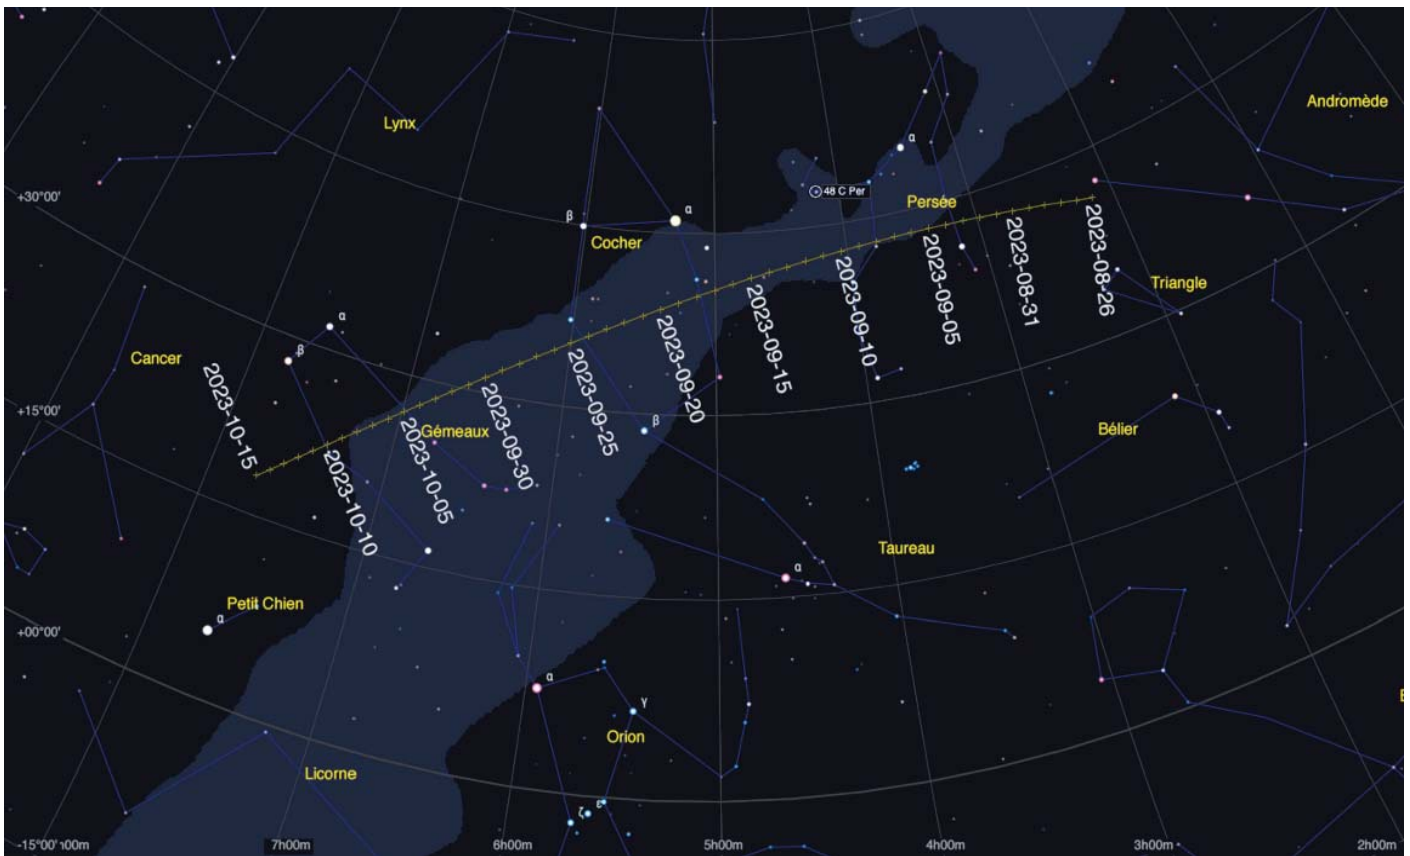 Andromède
Lynx
α
+30°00'
48 C Per
Persée
β
α
Cocher
2023-08-26
2023-08-31
2023-09-05
2023-09-10
2023-09-15
2023-09-20
2023-09-25
2023-09-30
2023-10-05
2023-10-10
2023-10-15
Triangle
α
β
Cancer
+15°00'
Gémeaux
β
Bélier
Taureau
α
Petit Chien
α
+00°00'
α
γ
Orion
Licorne
ζ
ε
-15°00'
00m
7h00m
6h00m
5h00m
4h00m
3h00m
2h00m